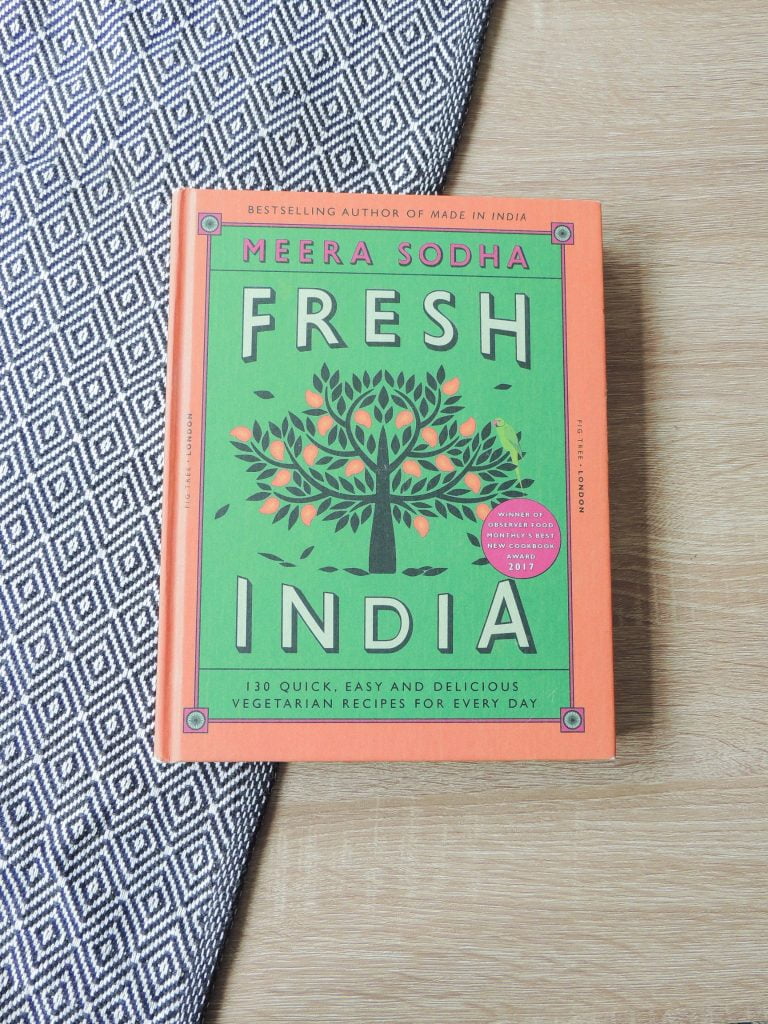 BESTSELLING AUTHOR OF MADE IN INDIA
MEERA SODHA
FRESH
FIG TREE • LONDON
FIG TREE • LONDON
WINNER OF
OBSERVER FOOD
MONTHLY'S BEST
NEW COOKBOOK
AWARD
2017
INDIA
130 QUICK, EASY AND DELICIOUS
VEGETARIAN RECIPES FOR EVERY DAY